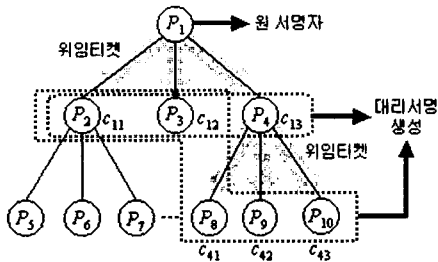 P1 원 서명자
위임티켓
P2 c11 P3 c12 P4 c13
대리서명
생성
위임티켓
P5 P6 P7 P8 P9 P10
c41 c42 c43